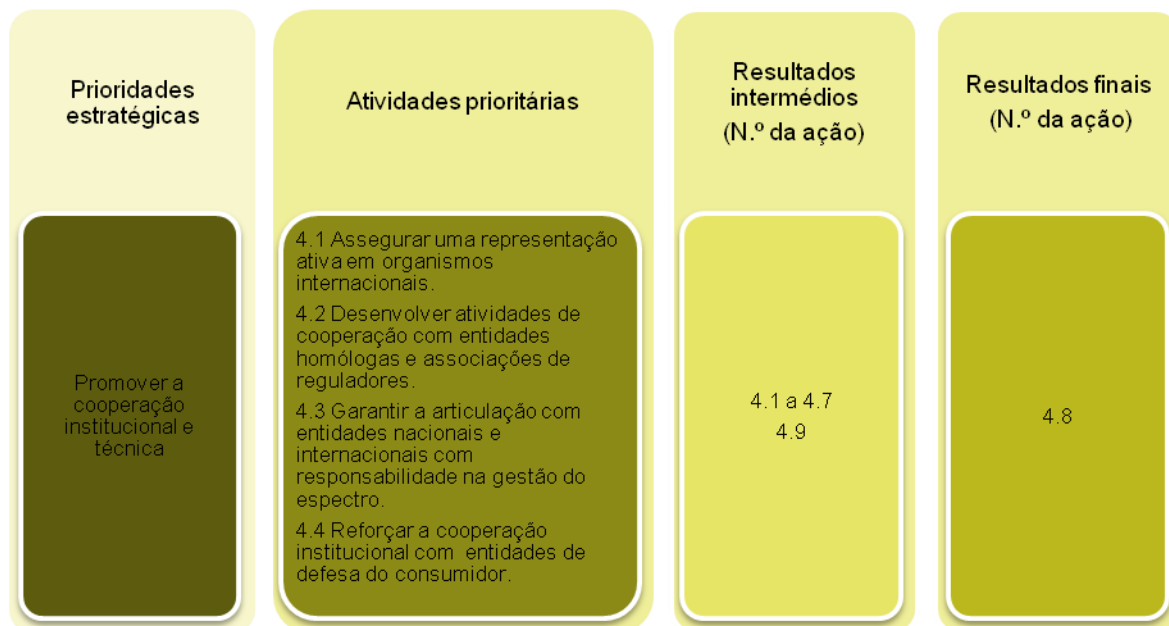 Prioridades
estratégicas
Atividades prioritárias
Resultados
intermédios
(N.º da ação)
Resultados finais
(N.º da ação)
Promover a
cooperação
institucional e
técnica
4.1 Assegurar uma representação
ativa em organismos
internacionais.
4.2 Desenvolver atividades de
cooperação com entidades
homólogas e associações de
reguladores.
4.3 Garantir a articulação com
entidades nacionais e
internacionais com
responsabilidade na gestão do
espectro.
4.4 Reforçar a cooperação
institucional com entidades de
defesa do consumidor.
4.1 a 4.7
4.9
4.8